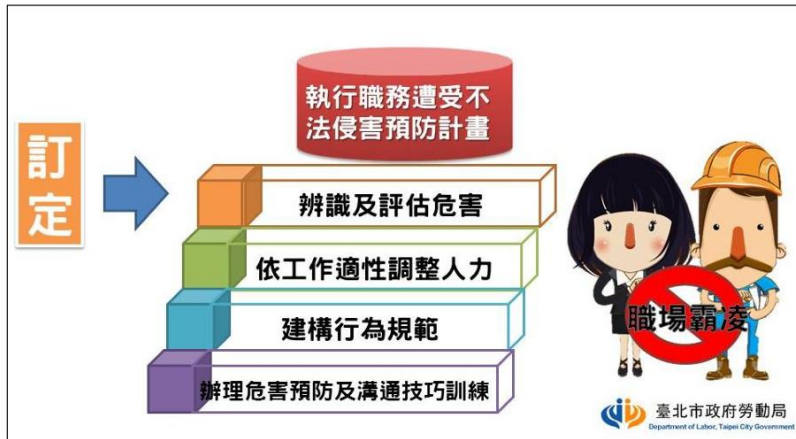 執行職務遭受不
法侵害預防計畫
訂定
辨識及評估危害
依工作適性調整人力
建構行為規範
辦理危害預防及溝通技巧訓練
職場霸凌
臺北市政府勞動局
Department of Labor, Taipei City Government